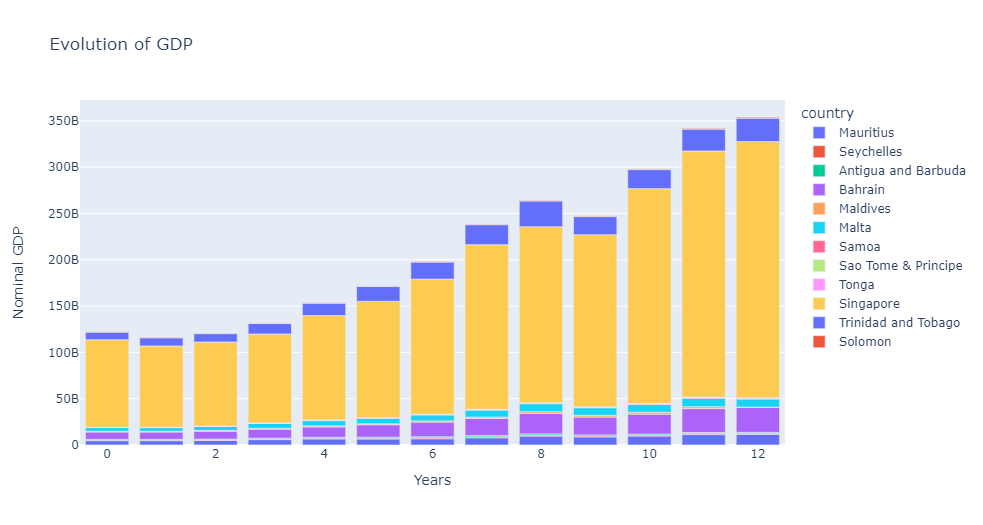 Evolution of GDP
country
Mauritius
Seychelles
Antigua and Barbuda
Bahrain
Maldives
Malta
Samoa
Sao Tome & Principe
Tonga
Singapore
Trinidad and Tobago
Solomon
Nominal GDP
350B
300B
250B
200B
150B
100B
50B
0
0 2 4 6 8 10 12
Years